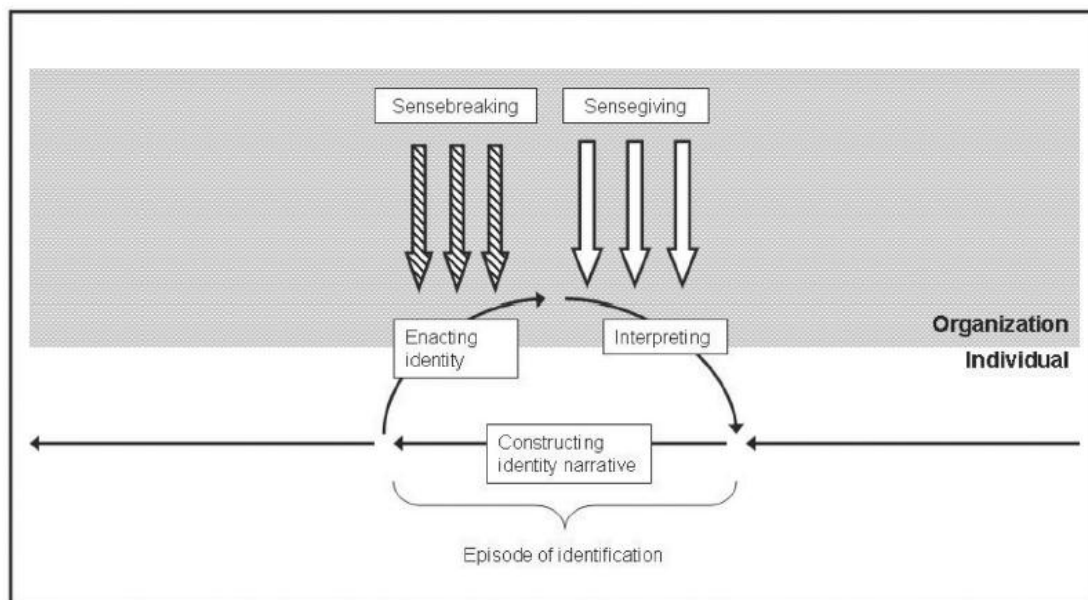 Sensebreaking
Sensegiving
Organization
Individual
Enacting
identity
Interpreting
Constructing
identity narrative
Episode of identification